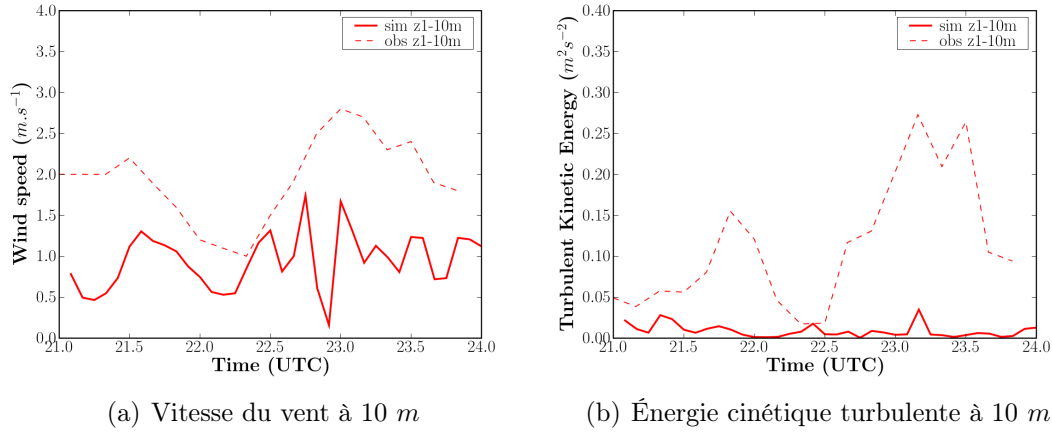 4.0
3.5
3.0
2.5
2.0
1.5
1.0
0.5
0.0
Wind speed (m.s⁻¹)
sim z1-10m
obs z1-10m
21.0 21.5 22.0 22.5 23.0 23.5 24.0
Time (UTC)
(a) Vitesse du vent à 10 m
0.40
0.35
0.30
0.25
0.20
0.15
0.10
0.05
0.00
Turbulent Kinetic Energy (m²s⁻²)
sim z1-10m
obs z1-10m
21.0 21.5 22.0 22.5 23.0 23.5 24.0
Time (UTC)
(b) Énergie cinétique turbulente à 10 m